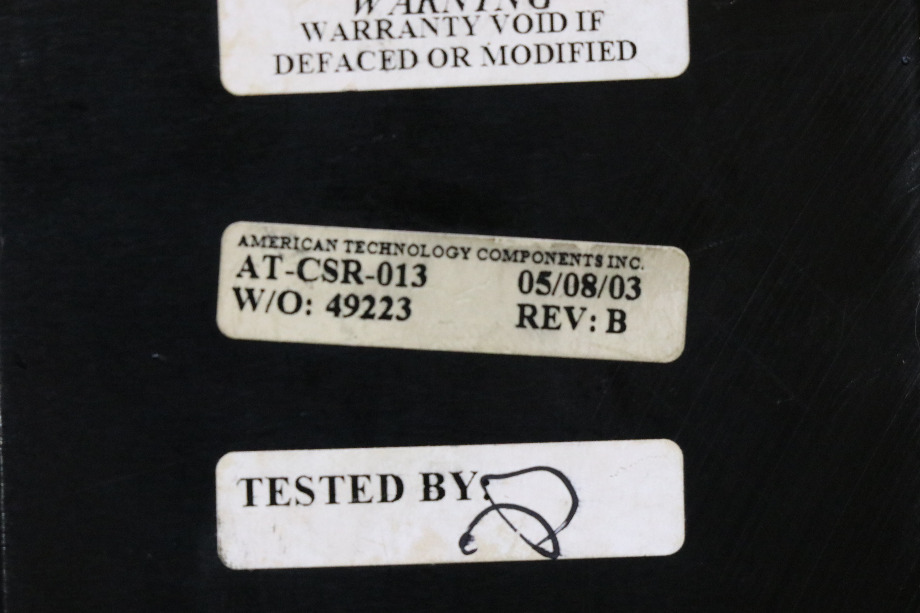 WARNING
WARRANTY VOID IF
DEFACED OR MODIFIED
AMERICAN TECHNOLOGY COMPONENTS INC.
AT-CSR-013 05/08/03
W/O: 49223 REV: B
TESTED BY: